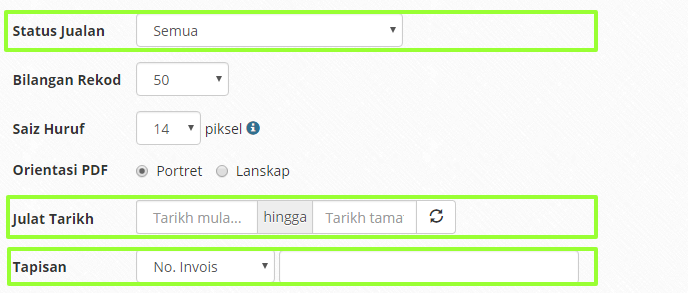 Status Jualan Semua
Bilangan Rekod 50
Saiz Huruf 14 piksel
Orientasi PDF Portret Lanskap
Julat Tarikh Tarikh mula... hingga Tarikh tama
Tapisan No. Invois